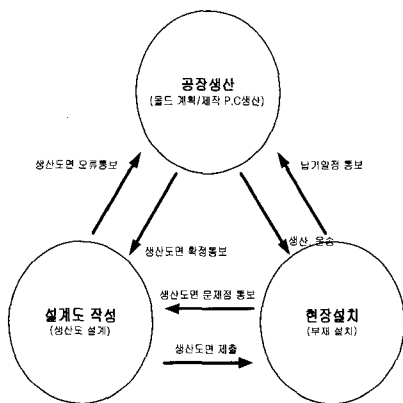 공장생산
(몰드 계획/제작 P.C생산)
생산도면 오류통보
납기일정 통보
생산도면 확정통보
생산, 운송
설계도 작성
(생산도 설계)
생산도면 문제점 통보
현장설치
(부재 설치)
생산도면 제출